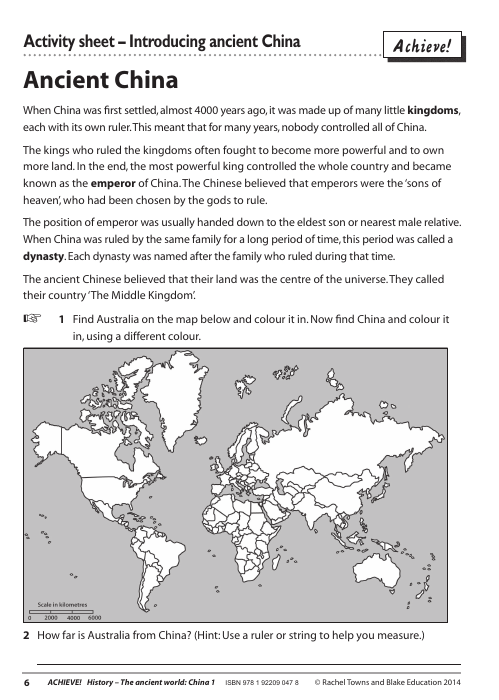 Activity sheet – Introducing ancient China
Achieve!
Ancient China
When China was first settled, almost 4000 years ago, it was made up of many little kingdoms,
each with its own ruler. This meant that for many years, nobody controlled all of China.
The kings who ruled the kingdoms often fought to become more powerful and to own
more land. In the end, the most powerful king controlled the whole country and became
known as the emperor of China. The Chinese believed that emperors were the ‘sons of
heaven’, who had been chosen by the gods to rule.
The position of emperor was usually handed down to the eldest son or nearest male relative.
When China was ruled by the same family for a long period of time, this period was called a
dynasty. Each dynasty was named after the family who ruled during that time.
The ancient Chinese believed that their land was the centre of the universe. They called
their country ‘The Middle Kingdom’.
1 Find Australia on the map below and colour it in. Now find China and colour it
in, using a different colour.
Scale in kilometres
0 2000 4000 6000
2 How far is Australia from China? (Hint: Use a ruler or string to help you measure.)
6 ACHIEVE! History – The ancient world: China 1 ISBN 978 1 92209 047 8 © Rachel Towns and Blake Education 2014